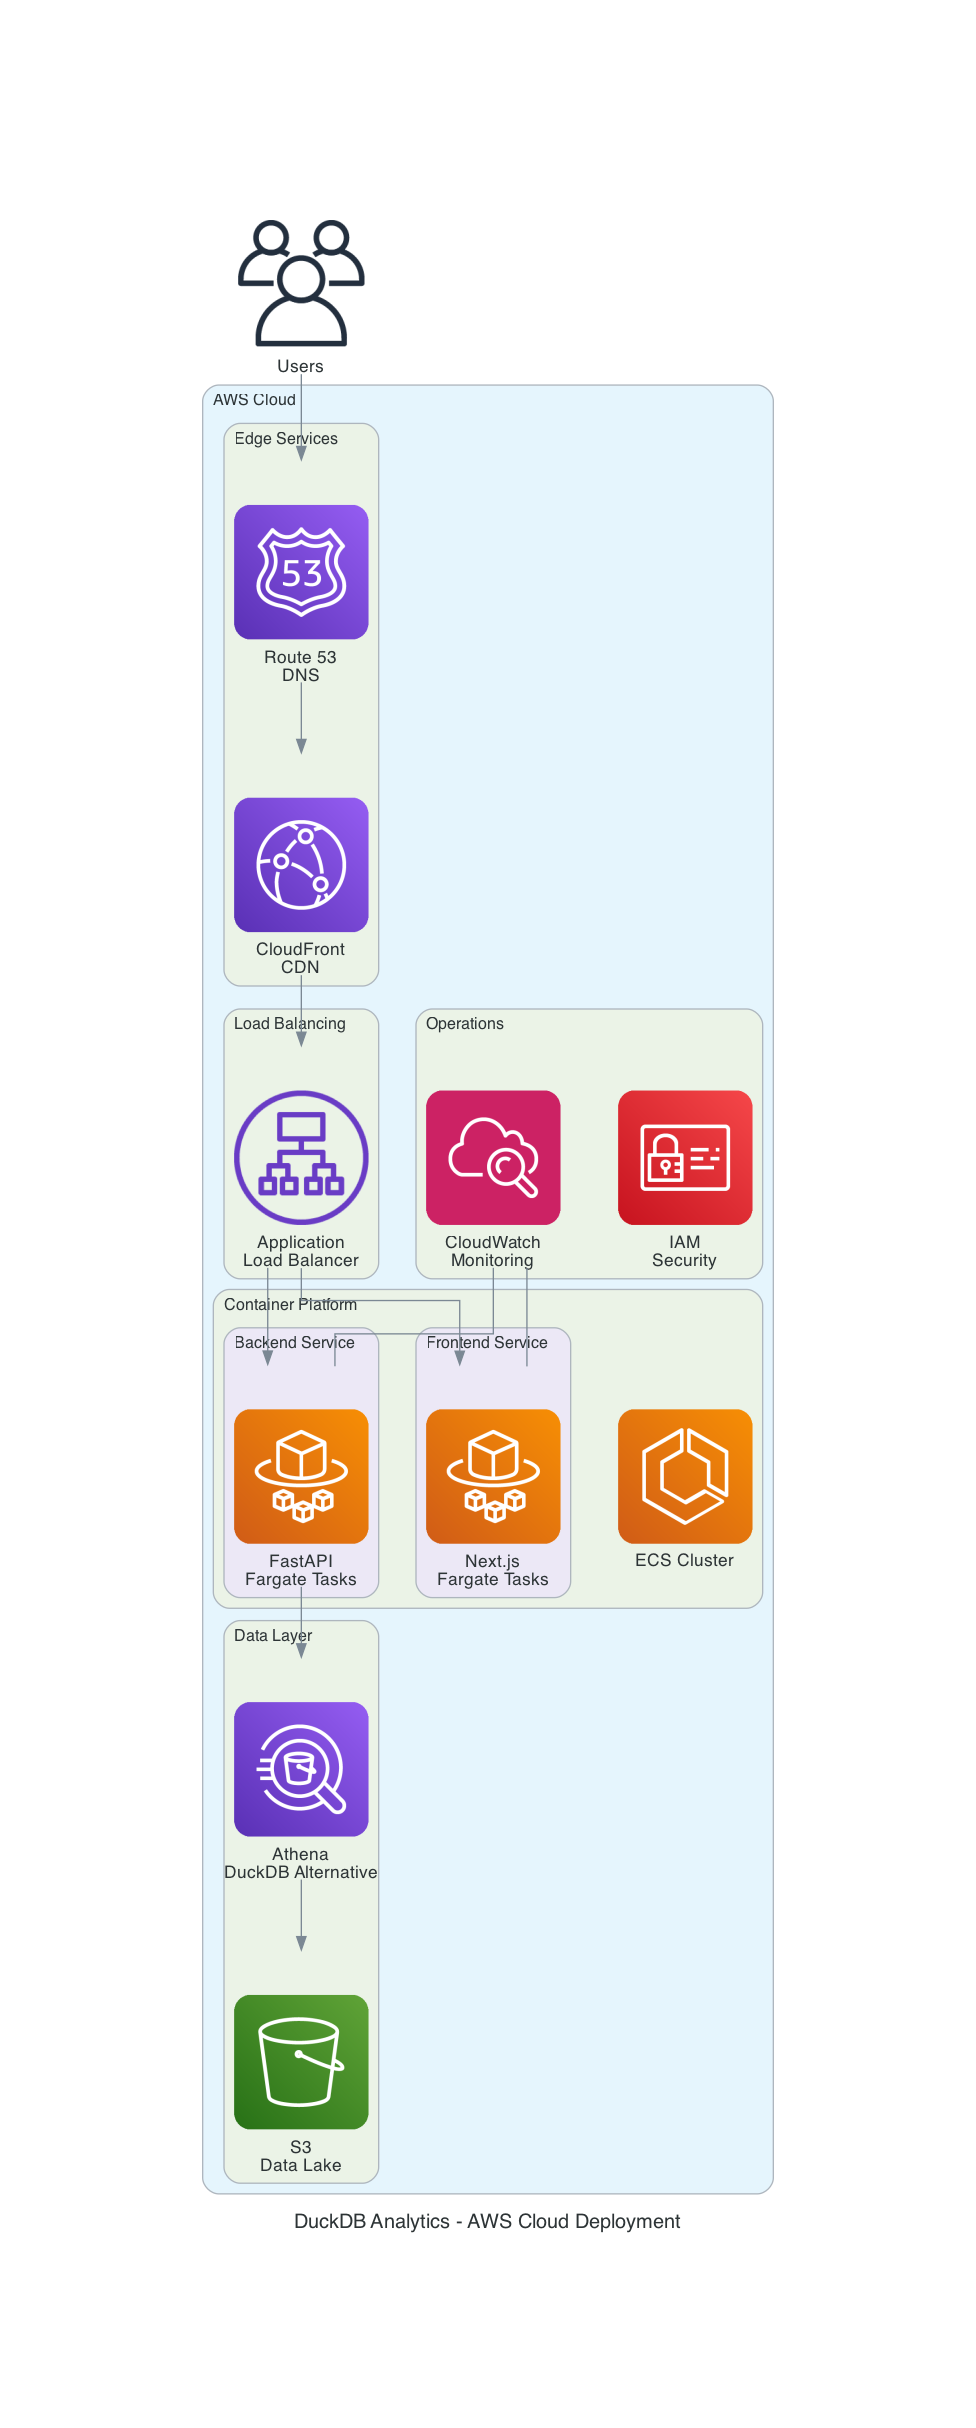 Users
AWS Cloud
Edge Services
53
Route 53
DNS
CloudFront
CDN
Load Balancing
Operations
Application
Load Balancer
CloudWatch
Monitoring
IAM
Security
Container Platform
Backend Service
Frontend Service
FastAPI
Fargate Tasks
Next.js
Fargate Tasks
ECS Cluster
Data Layer
Athena
DuckDB Alternative
S3
Data Lake
DuckDB Analytics - AWS Cloud Deployment